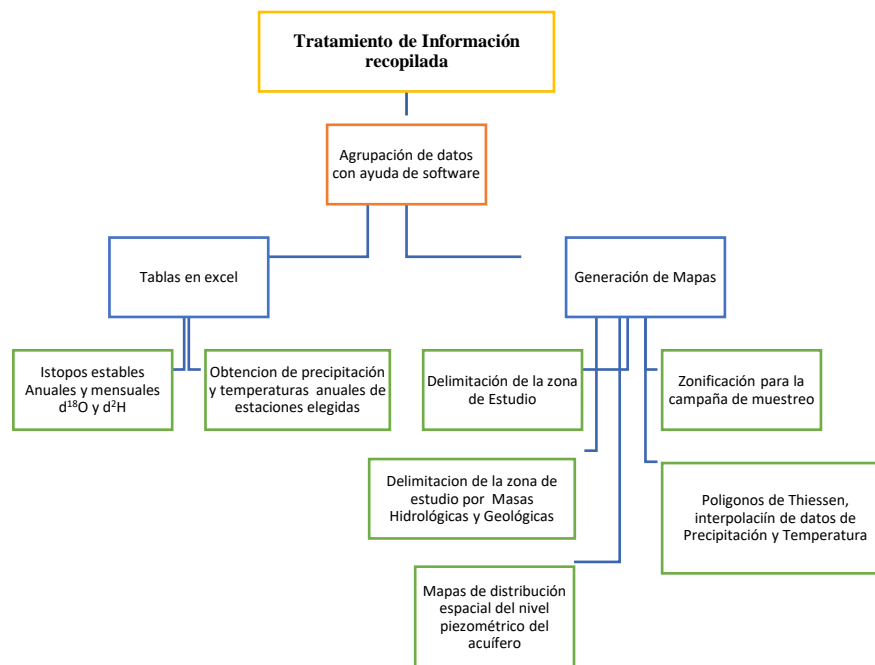 Tratamiento de Información
recopilada
Agrupación de datos
con ayuda de software
Tablas en excel
Generación de Mapas
Istopos estables
Anuales y mensuales
d¹⁸O y d²H
Obtencion de precipitación
y temperaturas anuales de
estaciones elegidas
Delimitación de la zona
de Estudio
Zonificación para la
campaña de muestreo
Delimitacion de la zona de
estudio por Masas
Hidrológicas y Geológicas
Poligonos de Thiessen,
interpolaciín de datos de
Precipitación y Temperatura
Mapas de distribución
espacial del nivel
piezométrico del
acuífero